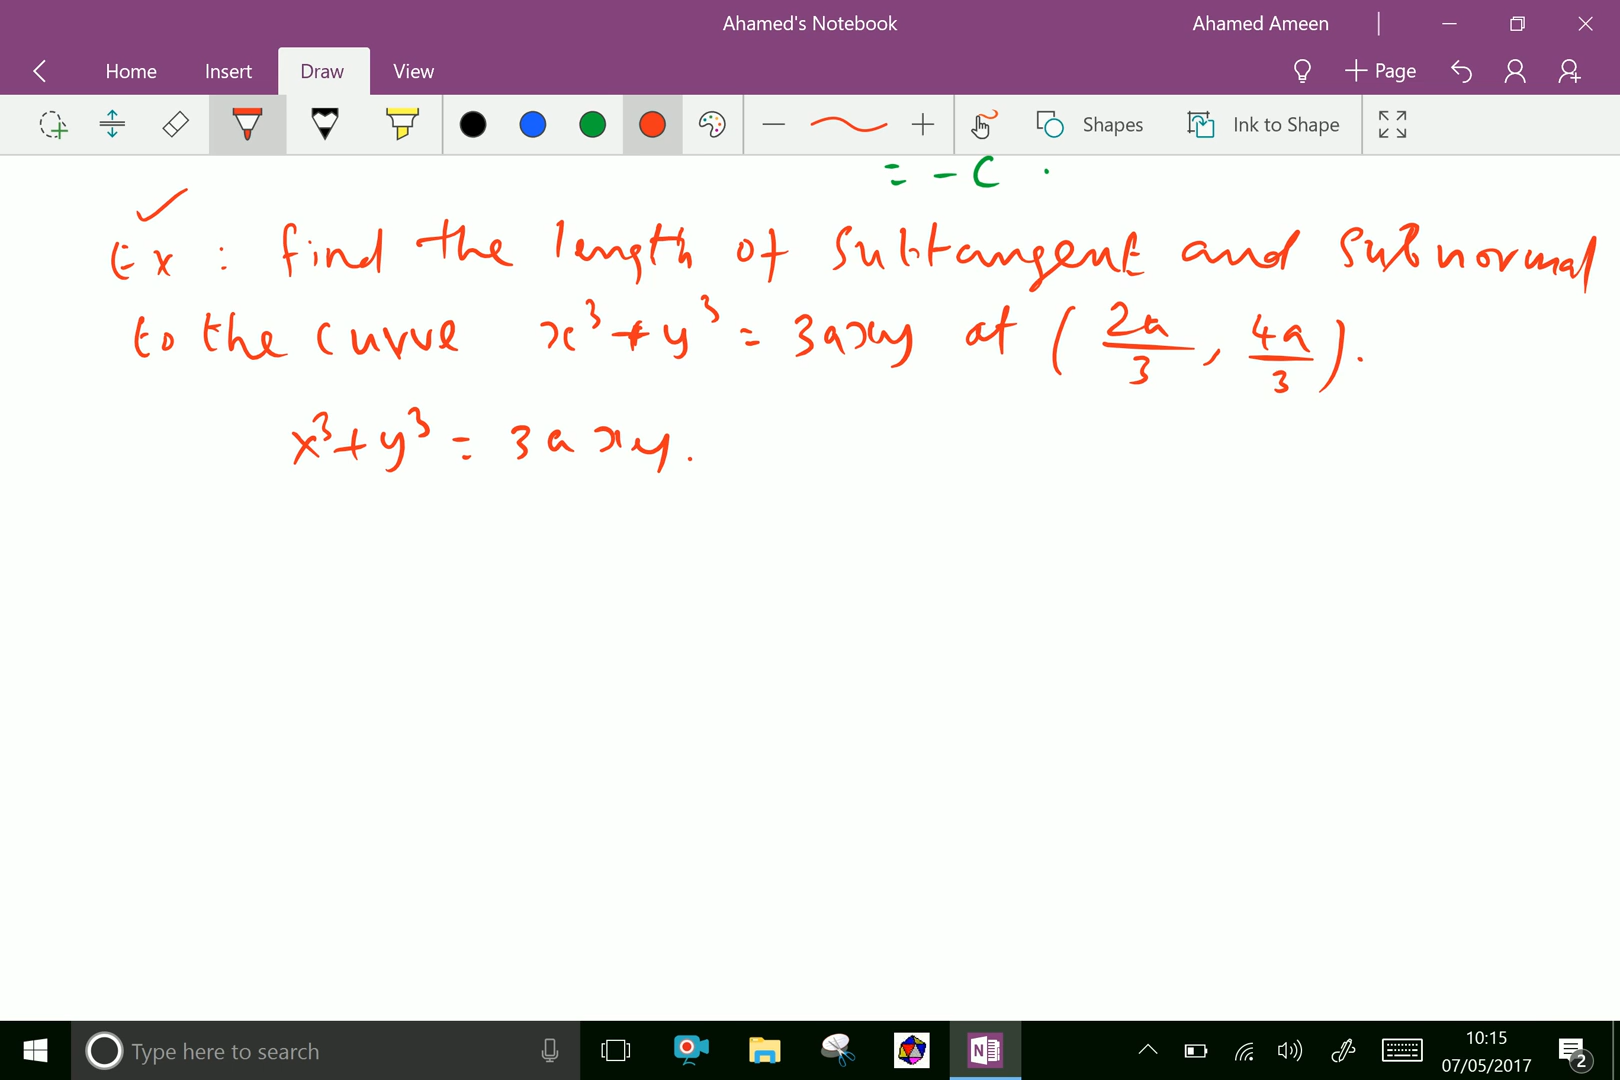 Ahamed's Notebook Ahamed Ameen
Home Insert Draw View + Page
Shapes Ink to Shape
= - C .
Ex : find the length of Subtangent and Subnormal
to the curve x³ + y³ = 3axy at (2a/3, 4a/3).
x³ + y³ = 3axy.
Type here to search
N
10:15
07/05/2017
2